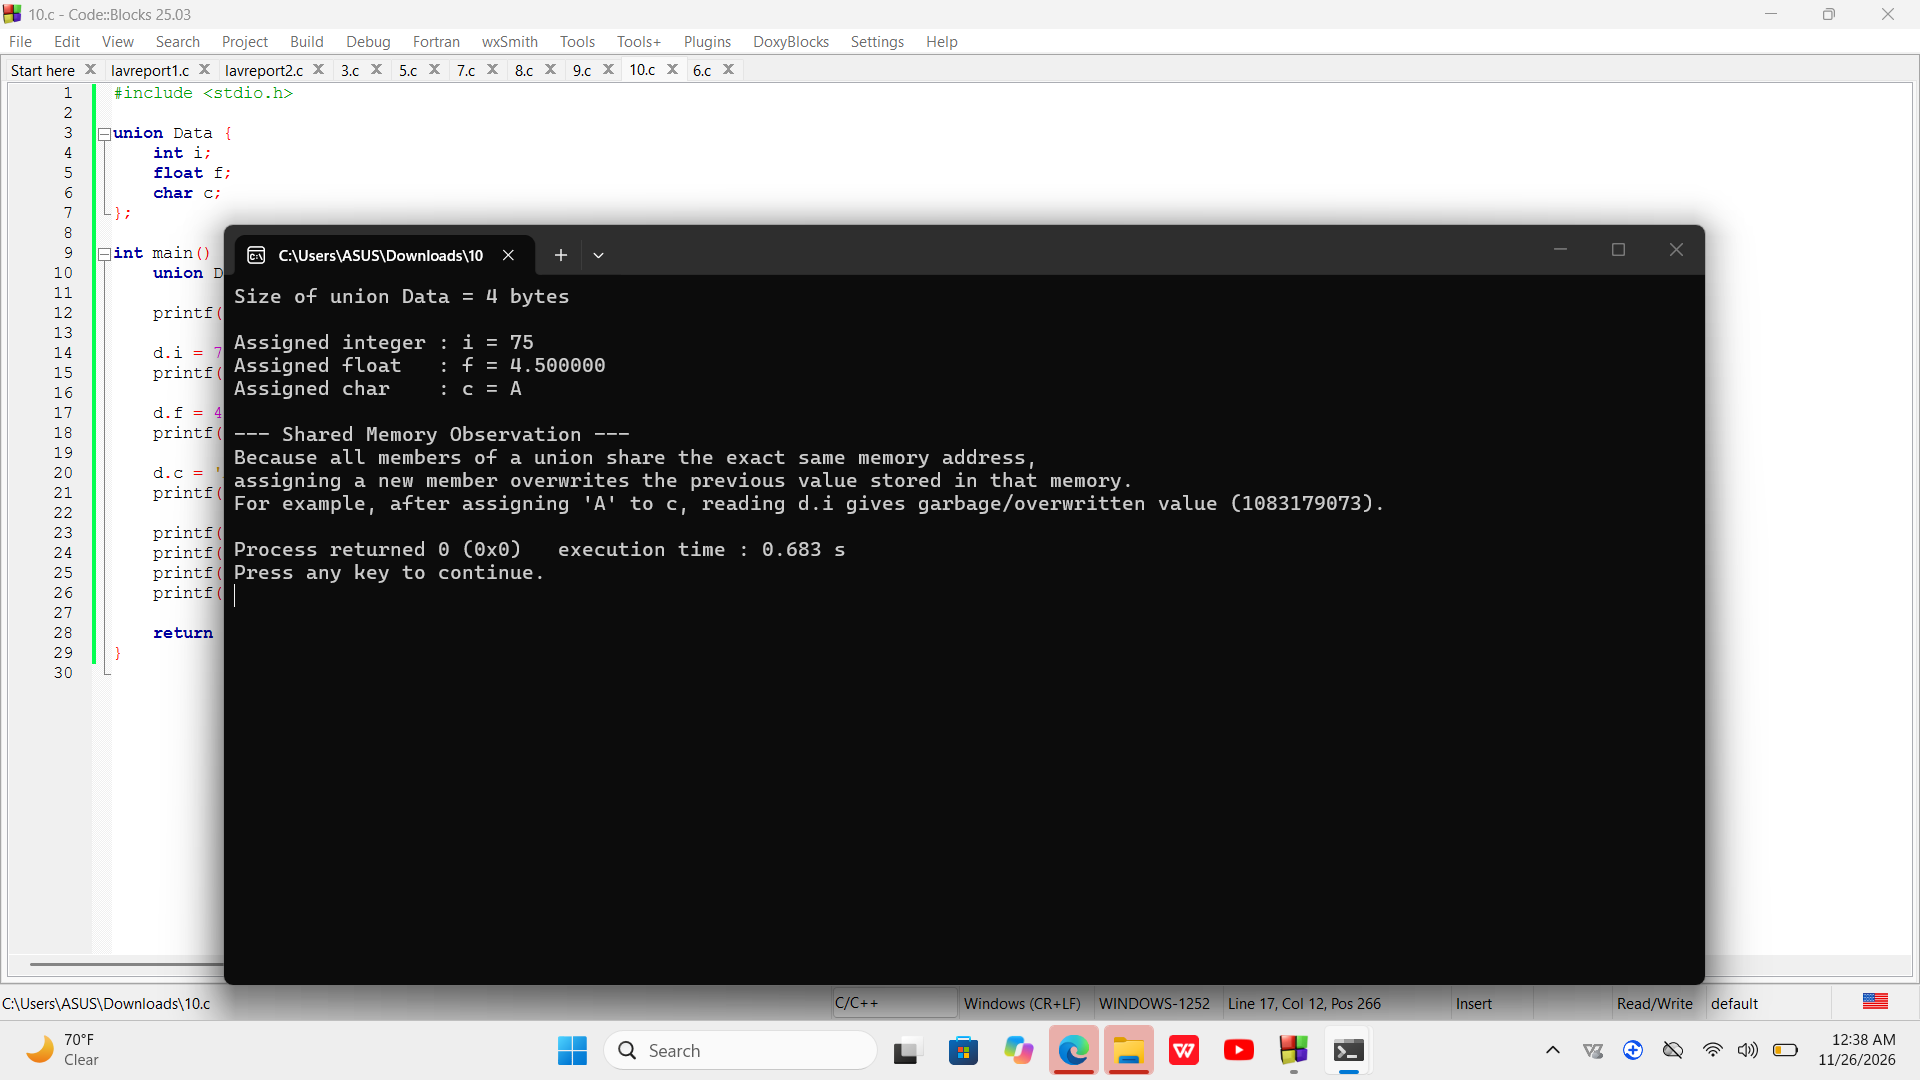 10.c - Code::Blocks 25.03
File Edit View Search Project Build Debug Fortran wxSmith Tools Tools+ Plugins DoxyBlocks Settings Help
Start here lavreport1.c lavreport2.c 3.c 5.c 7.c 8.c 9.c 10.c 6.c
1 #include <stdio.h>
2
3 union Data {
4 int i;
5 float f;
6 char c;
7 };
8
9 int main()
10 union D
11
12 printf(
13
14 d.i = 7
15 printf(
16
17 d.f = 4
18 printf(
19
20 d.c = '
21 printf(
22
23 printf(
24 printf(
25 printf(
26 printf(
27
28 return
29 }
30
C:\Users\ASUS\Downloads\10
Size of union Data = 4 bytes
Assigned integer : i = 75
Assigned float : f = 4.500000
Assigned char : c = A
--- Shared Memory Observation ---
Because all members of a union share the exact same memory address,
assigning a new member overwrites the previous value stored in that memory.
For example, after assigning 'A' to c, reading d.i gives garbage/overwritten value (1083179073).
Process returned 0 (0x0) execution time : 0.683 s
Press any key to continue.
C:\Users\ASUS\Downloads\10.c C/C++ Windows (CR+LF) WINDOWS-1252 Line 17, Col 12, Pos 266 Insert Read/Write default
70°F
Clear
Search
12:38 AM
11/26/2026